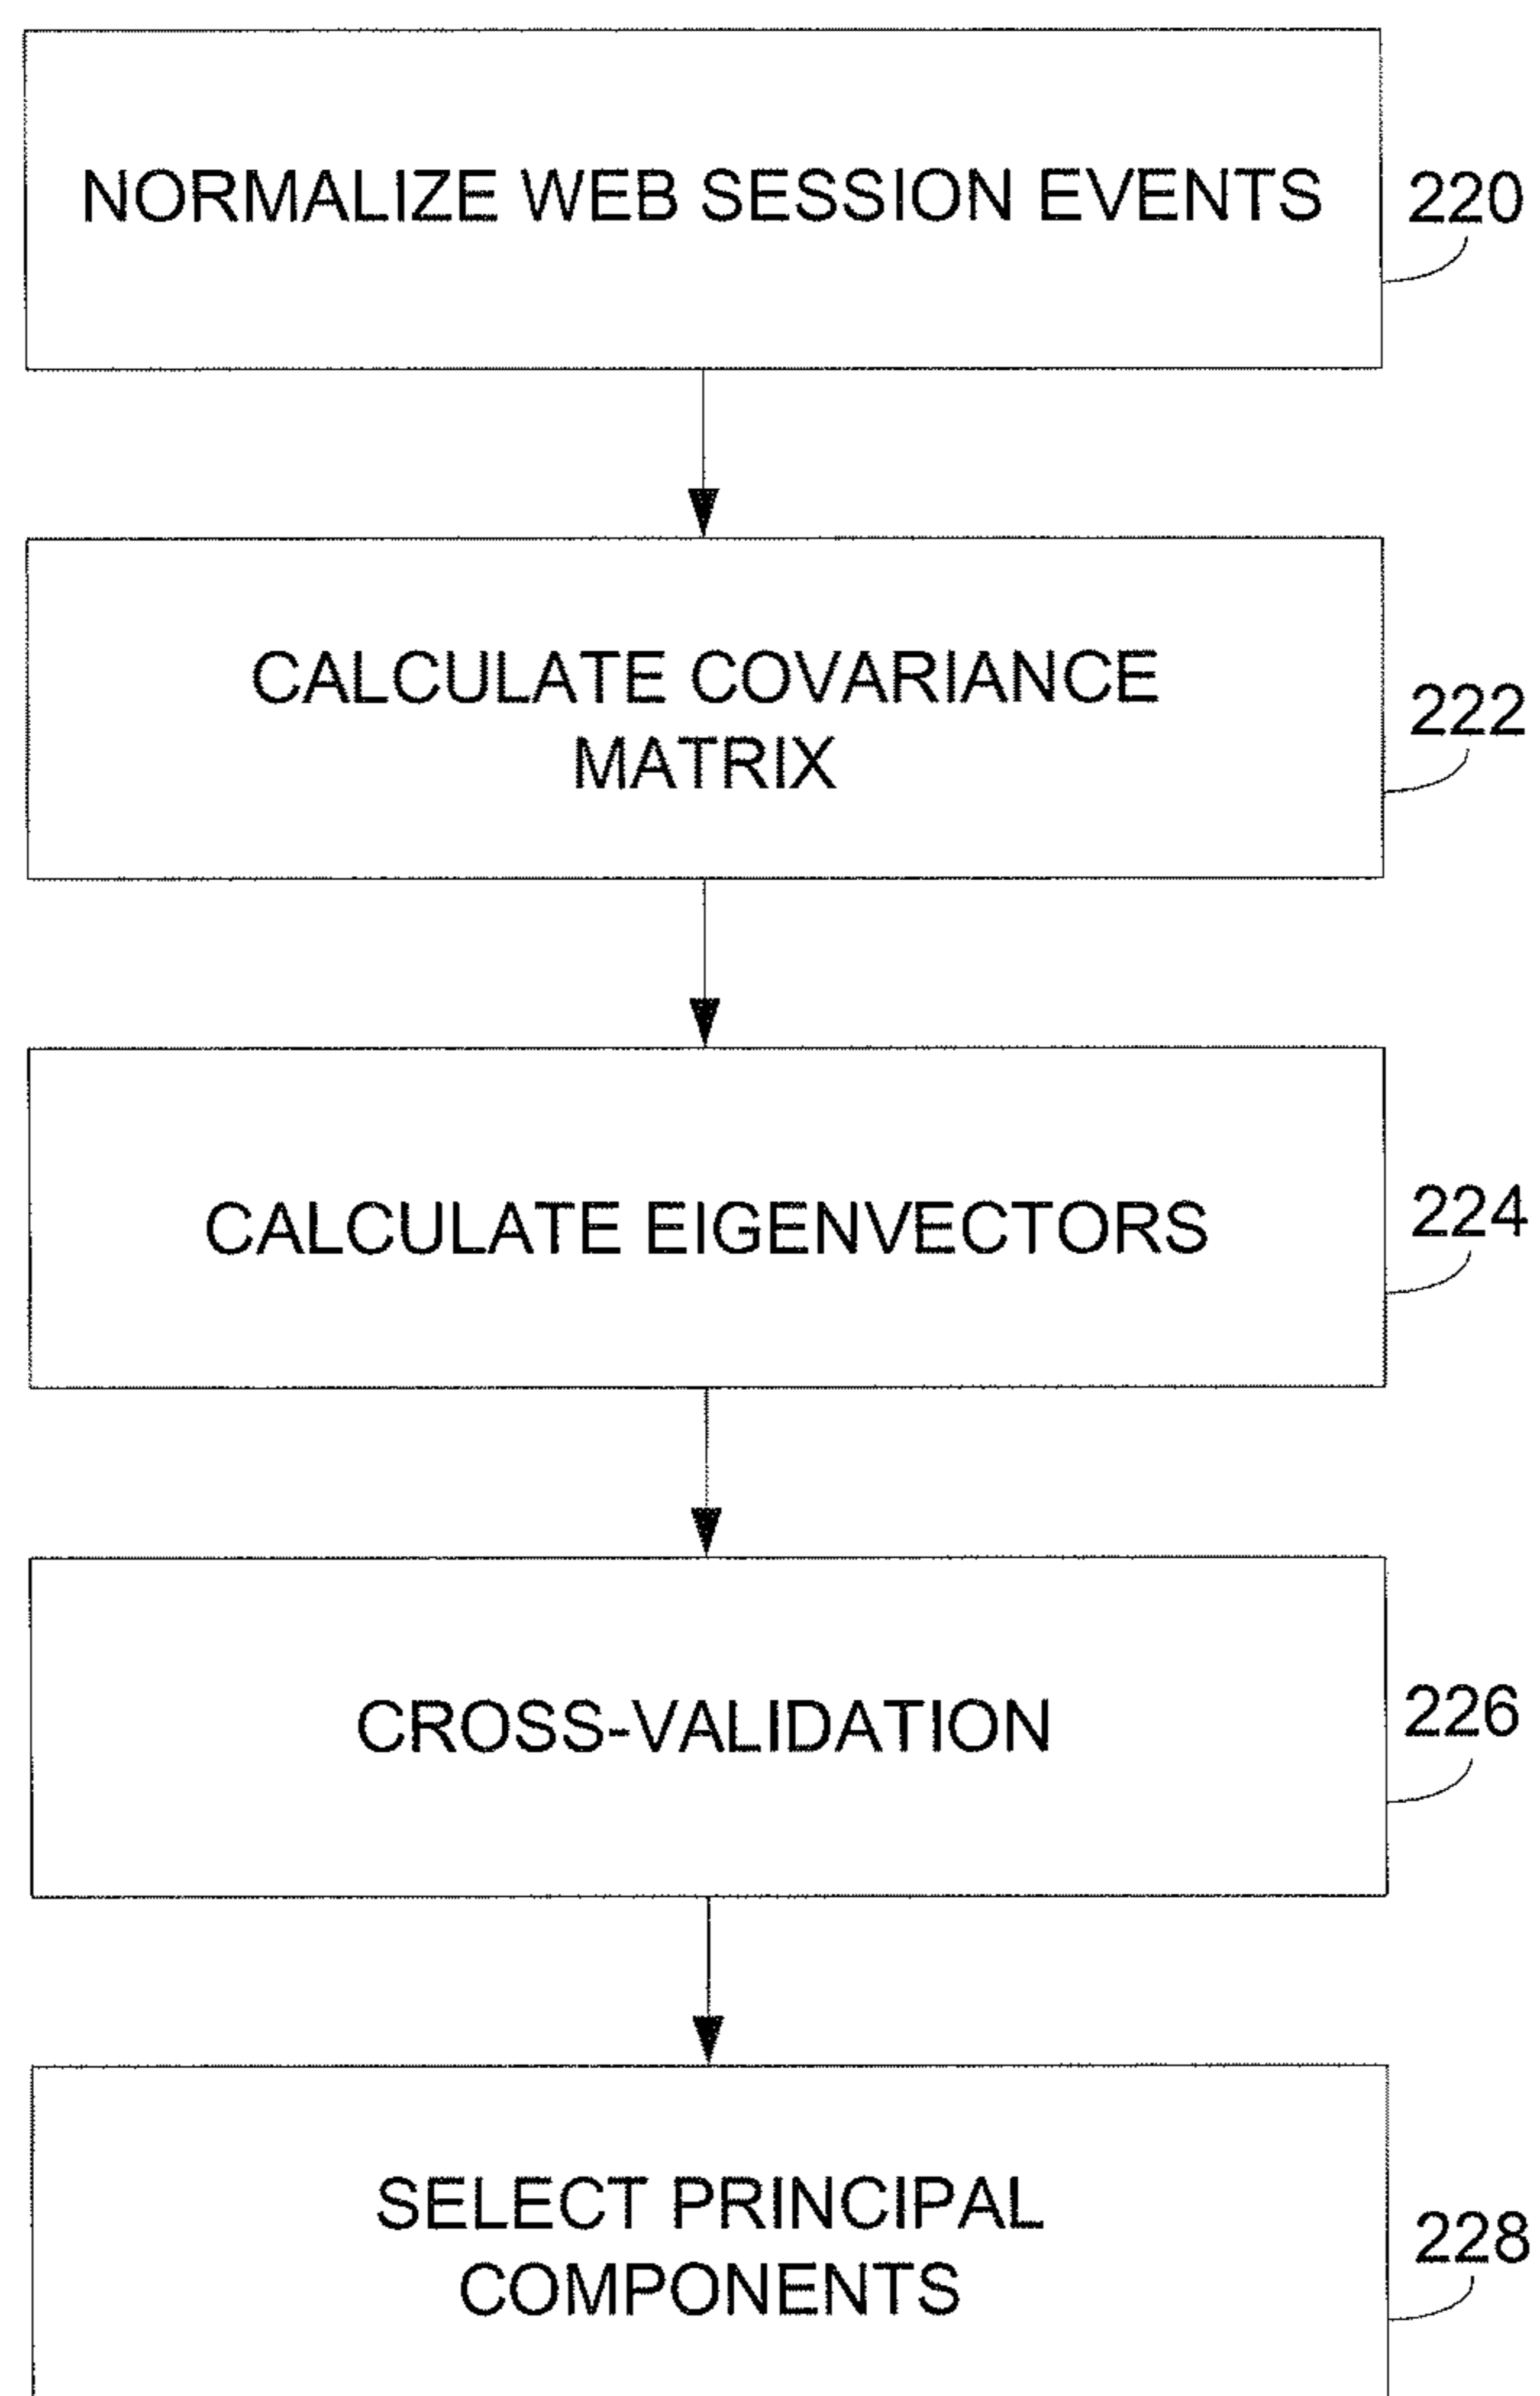 NORMALIZE WEB SESSION EVENTS
220
CALCULATE COVARIANCE
MATRIX
222
CALCULATE EIGENVECTORS
224
CROSS-VALIDATION
226
SELECT PRINCIPAL
COMPONENTS
228